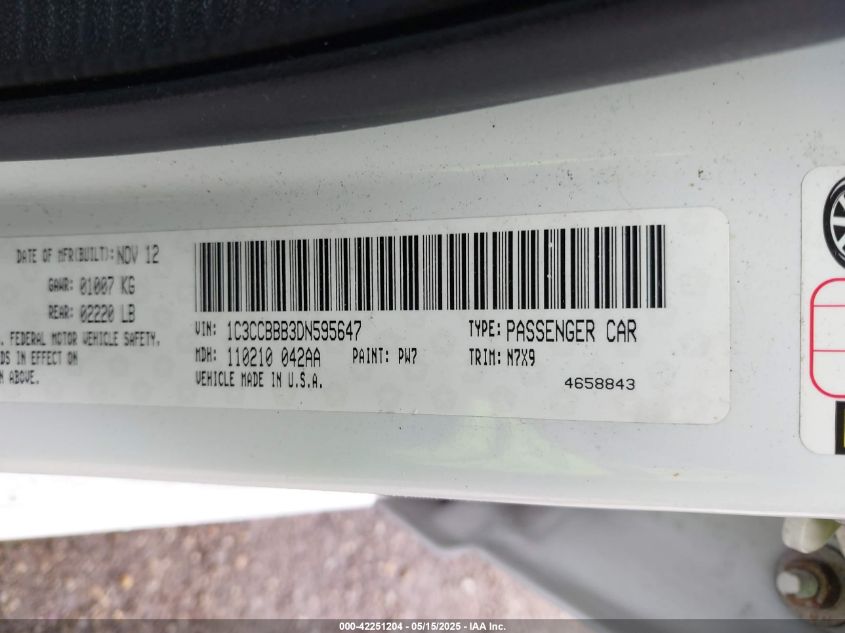 DATE OF MFR(BUILT): NOV 12
GAWR: 01007 KG
REAR: 02220 LB
. FEDERAL MOTOR VEHICLE SAFETY.
DS IN EFFECT ON
N ABOVE.
VIN: 1C3CCBBB3DN595647 TYPE: PASSENGER CAR
MDH: 110210 042AA PAINT: PW7 TRIM: N7X9
VEHICLE MADE IN U.S.A. 4658843
000-42251204 - 05/15/2025 - IAA Inc.